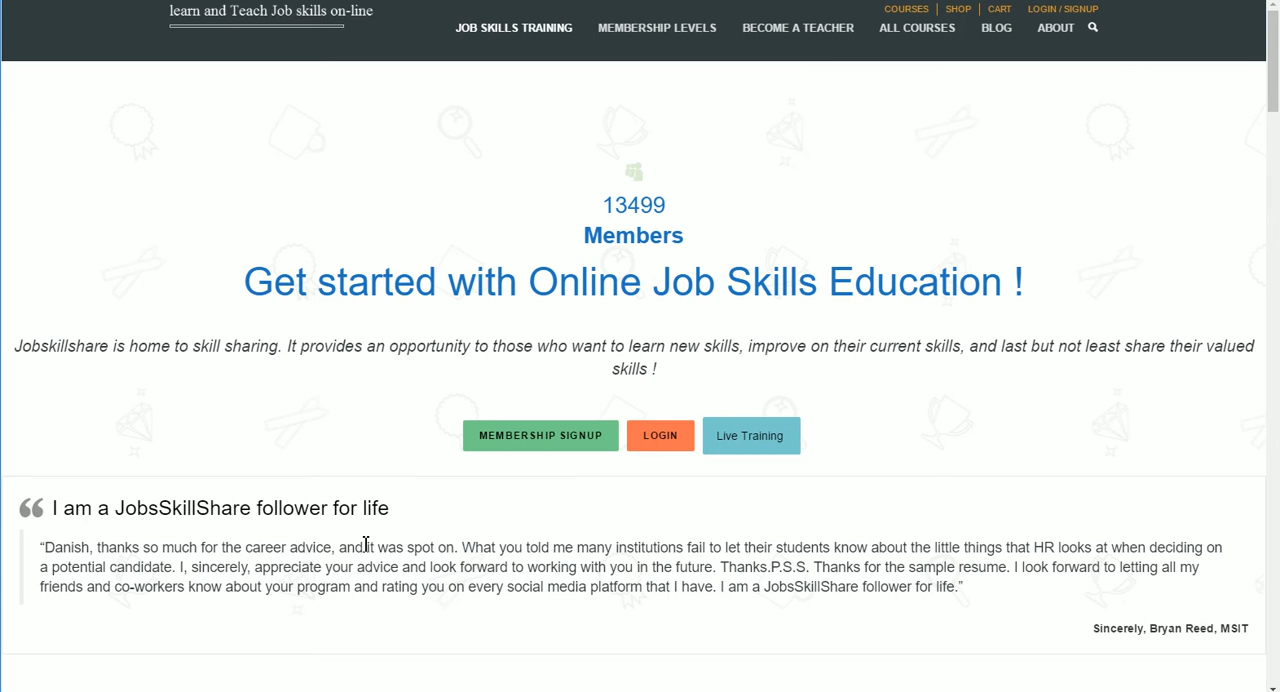 learn and Teach Job skills on-line
COURSES SHOP CART LOGIN / SIGNUP
JOB SKILLS TRAINING MEMBERSHIP LEVELS BECOME A TEACHER ALL COURSES BLOG ABOUT
13499
Members
Get started with Online Job Skills Education !
Jobskillshare is home to skill sharing. It provides an opportunity to those who want to learn new skills, improve on their current skills, and last but not least share their valued
skills !
MEMBERSHIP SIGNUP LOGIN Live Training
I am a JobsSkillShare follower for life
“Danish, thanks so much for the career advice, and it was spot on. What you told me many institutions fail to let their students know about the little things that HR looks at when deciding on
a potential candidate. I, sincerely, appreciate your advice and look forward to working with you in the future. Thanks.P.S.S. Thanks for the sample resume. I look forward to letting all my
friends and co-workers know about your program and rating you on every social media platform that I have. I am a JobsSkillShare follower for life.”
Sincerely, Bryan Reed, MSIT